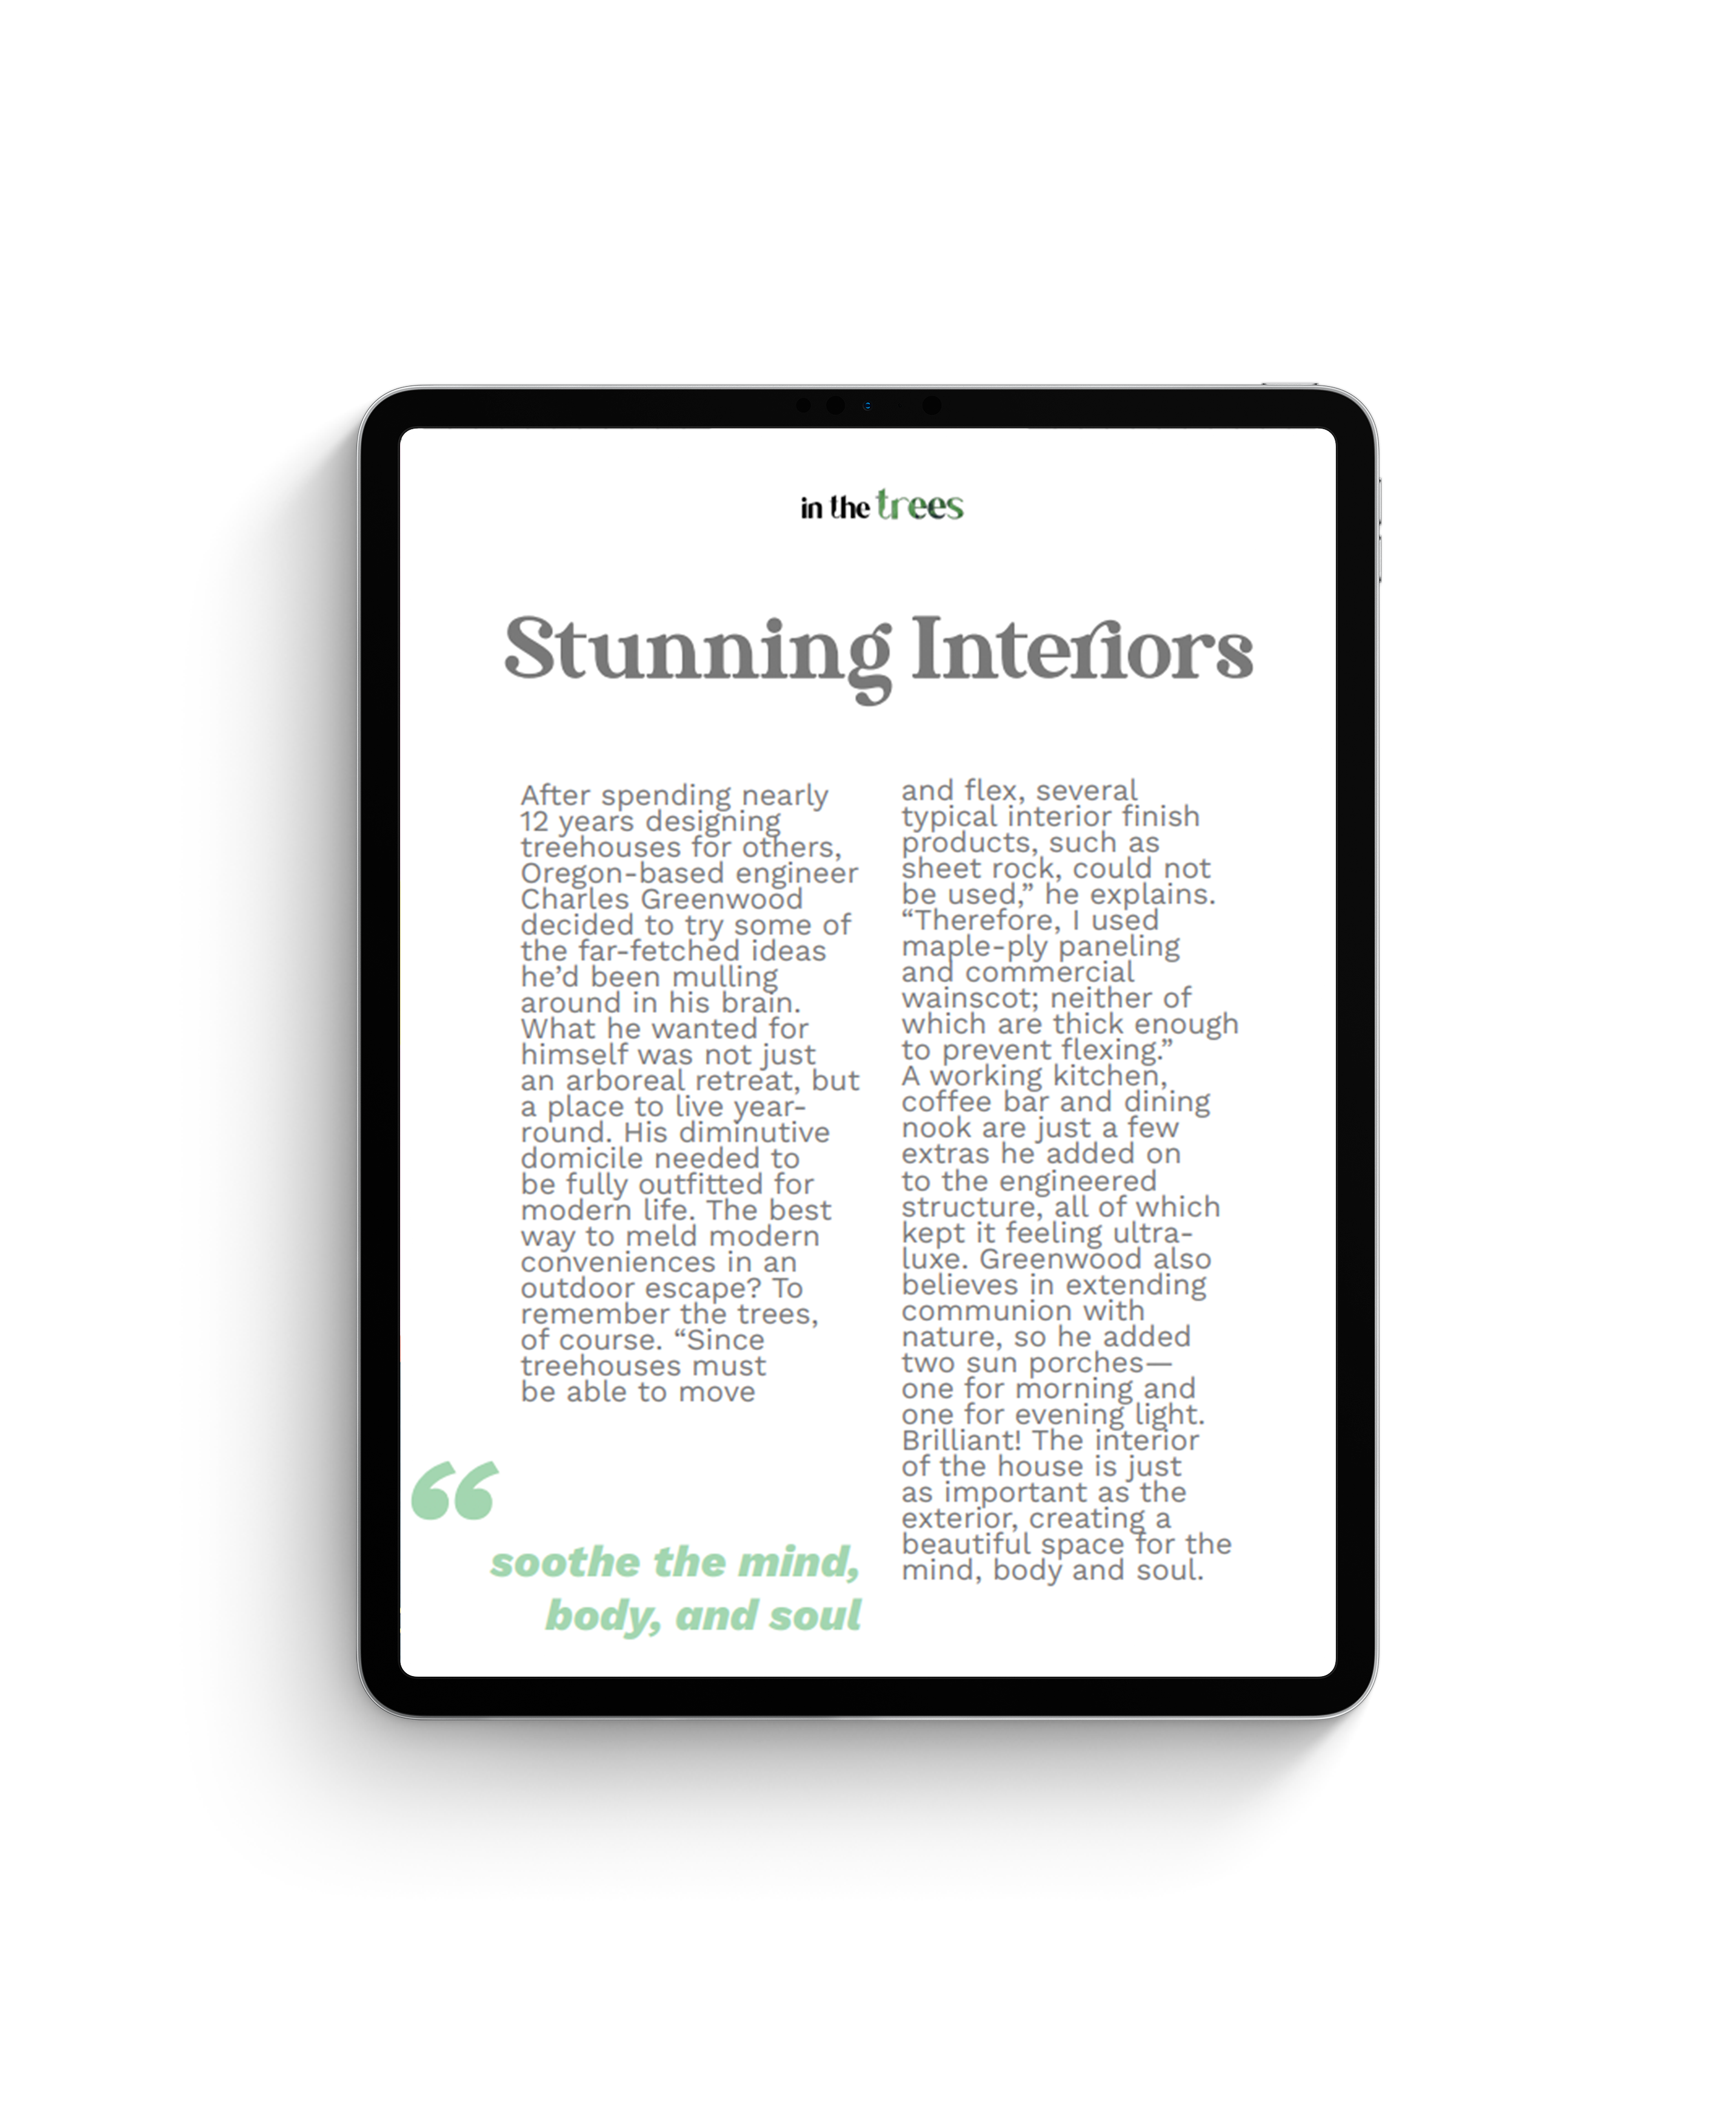 in the trees
Stunning Interiors
After spending nearly
12 years designing
treehouses for others,
Oregon-based engineer
Charles Greenwood
decided to try some of
the far-fetched ideas
he’d been mulling
around in his brain.
What he wanted for
himself was not just
an arboreal retreat, but
a place to live year-
round. His diminutive
domicile needed to
be fully outfitted for
modern life. The best
way to meld modern
conveniences in an
outdoor escape? To
remember the trees,
of course. “Since
treehouses must
be able to move
“
soothe the mind,
body, and soul
and flex, several
typical interior finish
products, such as
sheet rock, could not
be used,” he explains.
“Therefore, I used
maple-ply paneling
and commercial
wainscot; neither of
which are thick enough
to prevent flexing.”
A working kitchen,
coffee bar and dining
nook are just a few
extras he added on
to the engineered
structure, all of which
kept it feeling ultra-
luxe. Greenwood also
believes in extending
communion with
nature, so he added
two sun porches—
one for morning and
one for evening light.
Brilliant! The interior
of the house is just
as important as the
exterior, creating a
beautiful space for the
mind, body and soul.